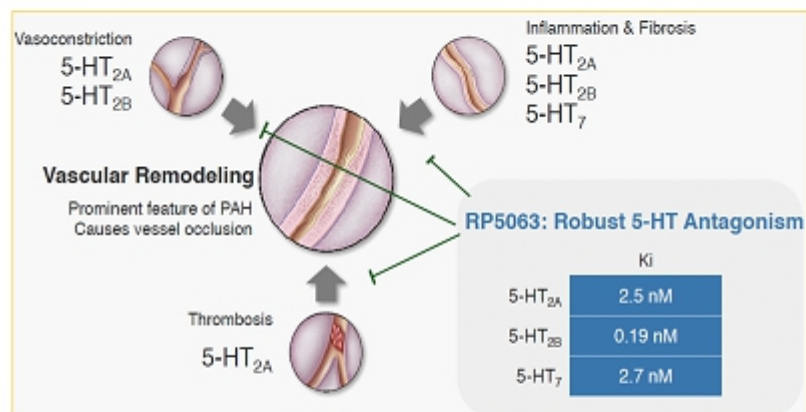 Vasoconstriction
5-HT2A
5-HT2B
Inflammation & Fibrosis
5-HT2A
5-HT2B
5-HT7
Vascular Remodeling
Prominent feature of PAH
Causes vessel occlusion
Thrombosis
5-HT2A
RP5063: Robust 5-HT Antagonism
Ki
5-HT2A 2.5 nM
5-HT2B 0.19 nM
5-HT7 2.7 nM